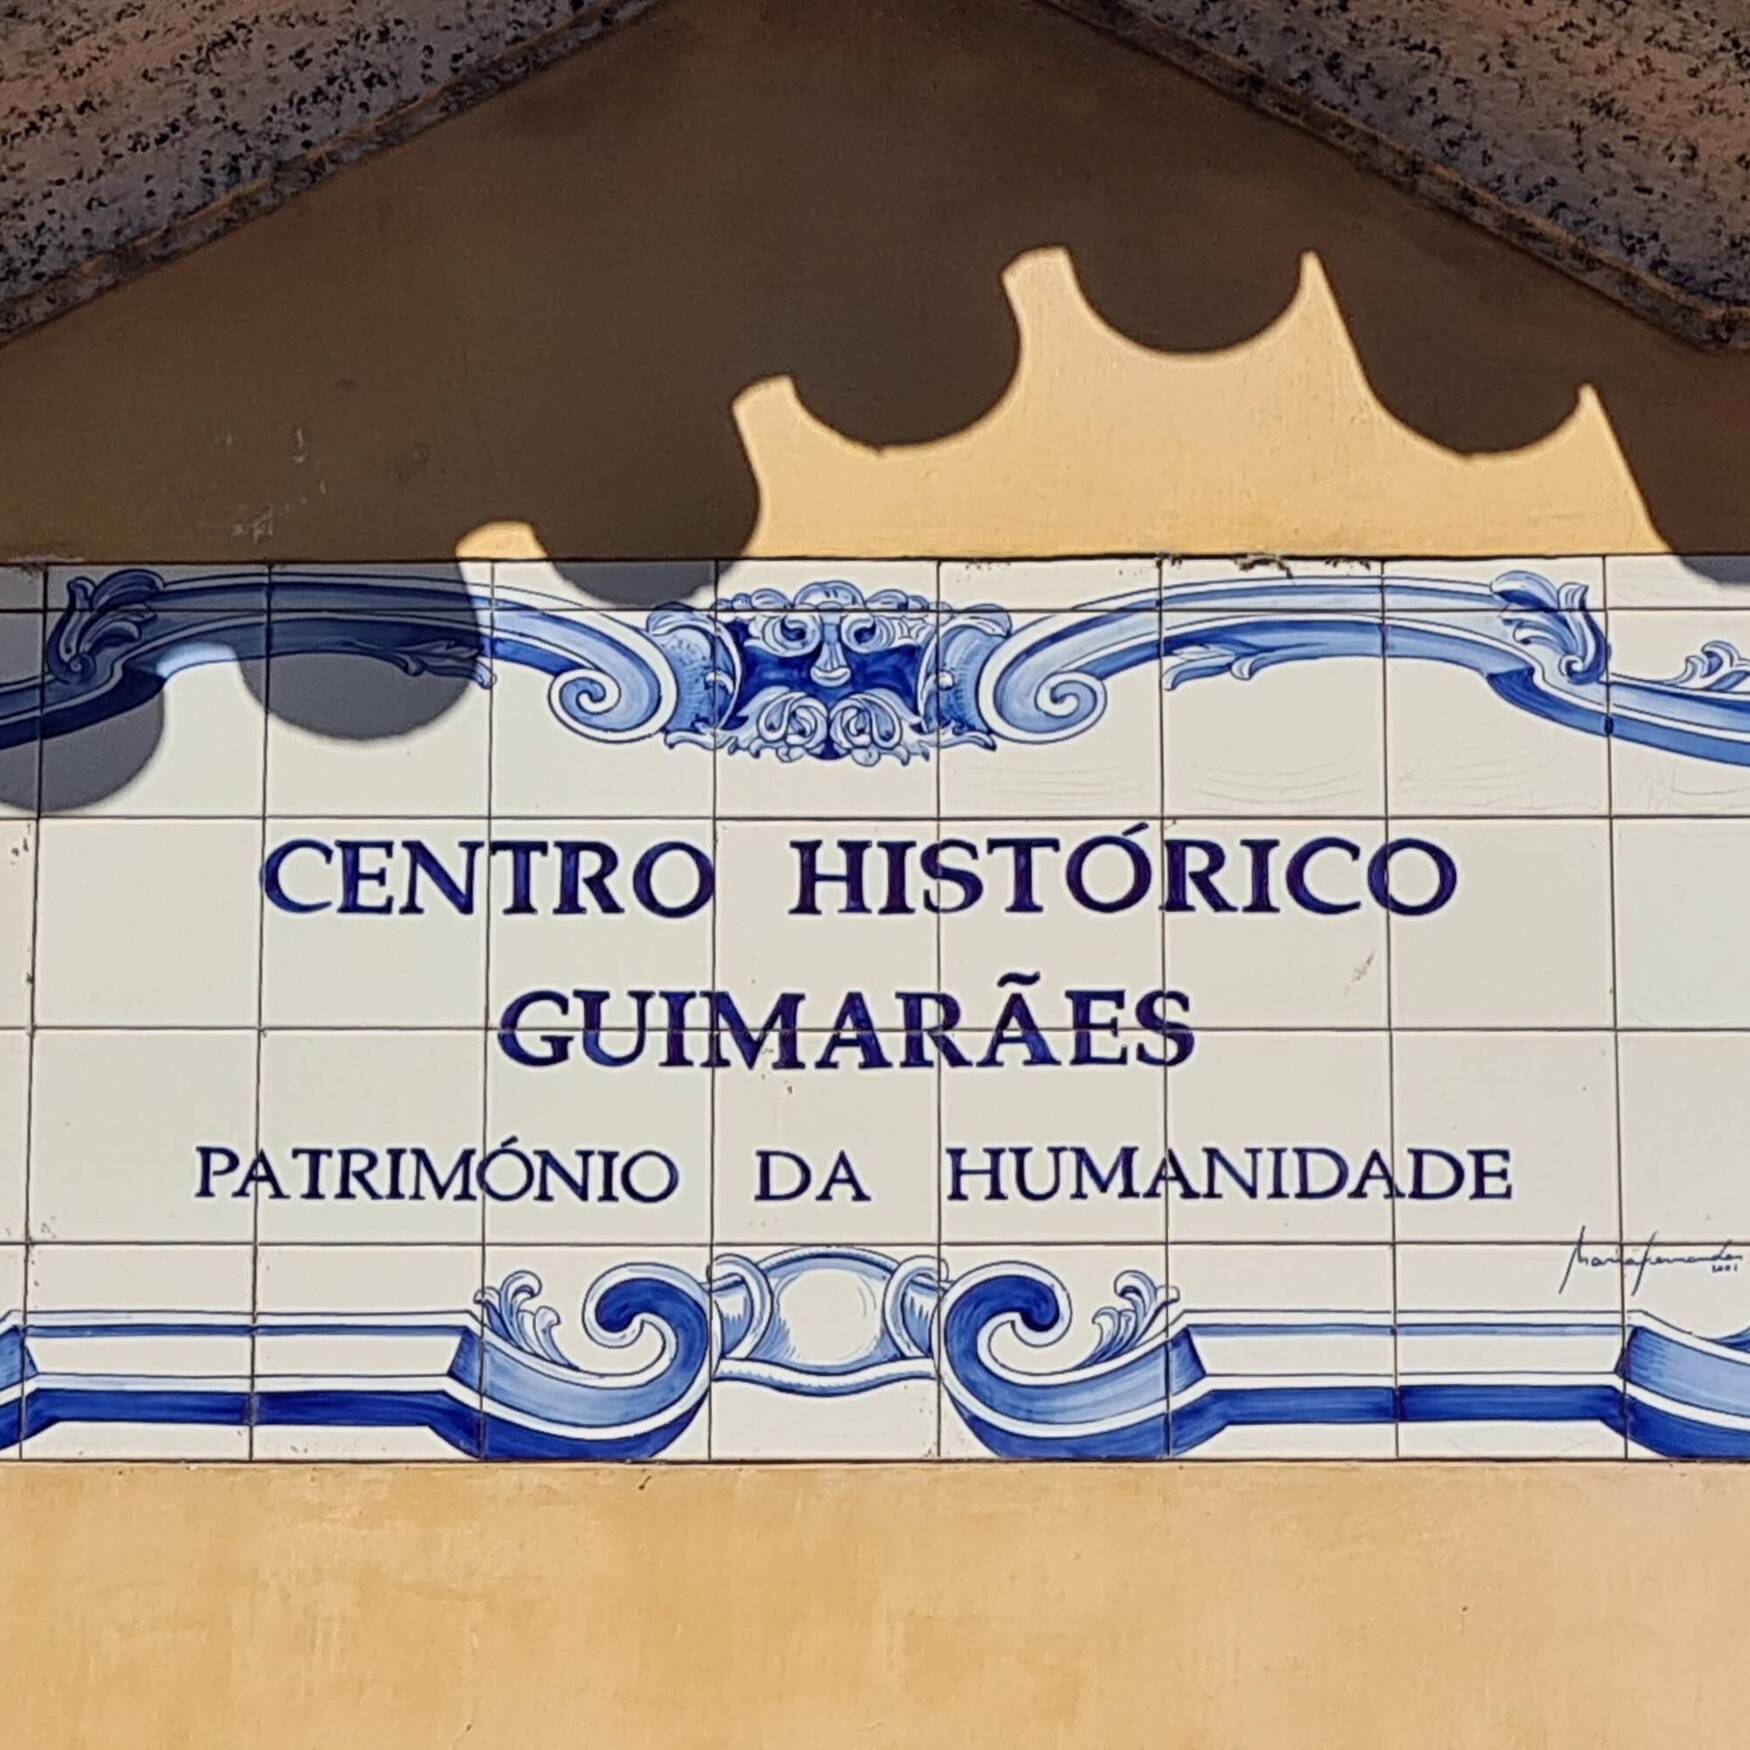 CENTRO HISTÓRICO
GUIMARÃES
PATRIMÓNIO DA HUMANIDADE